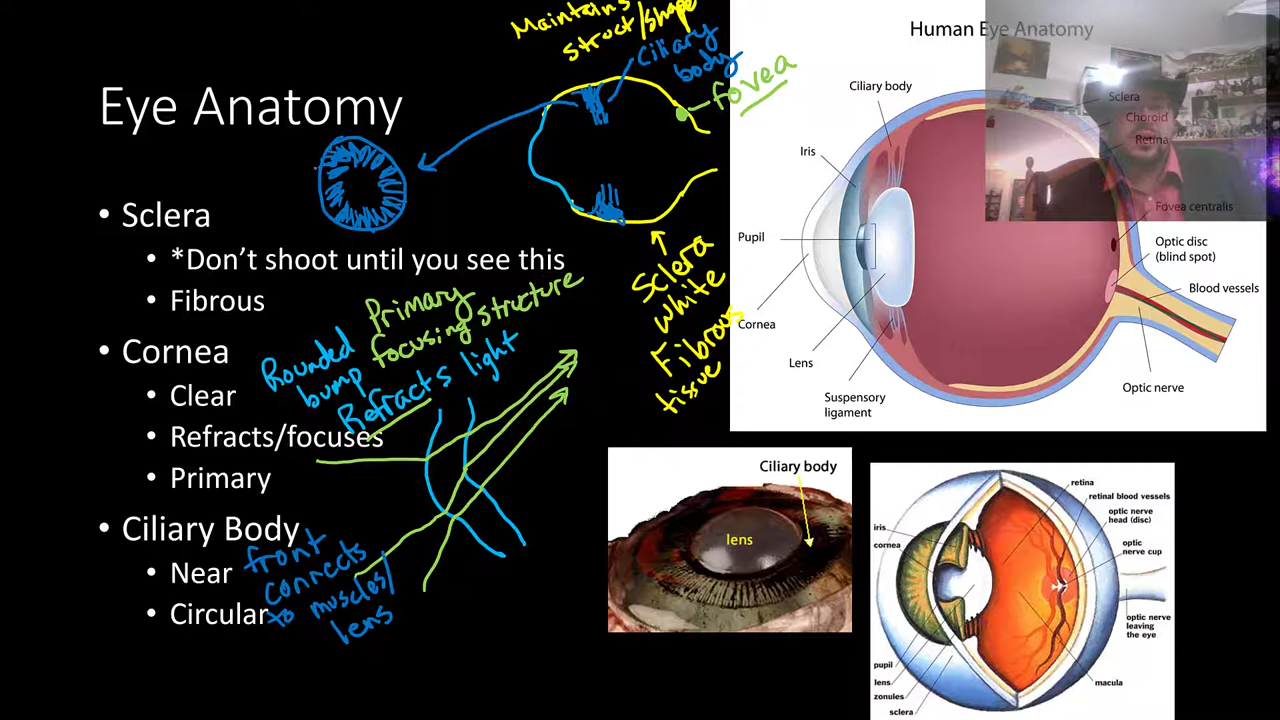 Eye Anatomy
• Sclera
• *Don't shoot until you see this
• Fibrous
• Cornea
• Clear
• Refracts/focuses
• Primary
• Ciliary Body
• Near
• Circular
Maintains
struct/shape
Ciliary
body
fovea
Sclera
white
Fibrous
tissue
Primary
focusing structure
Rounded
bump
Refracts light
front
connects
to muscles/
lens
Human Eye Anatomy
Ciliary body
Iris
Pupil
Cornea
Lens
Suspensory
ligament
Sclera
Choroid
Retina
Fovea centralis
Optic disc
(blind spot)
Blood vessels
Optic nerve
Ciliary body
lens
iris
cornea
pupil
lens
zonules
sclera
retina
retinal blood vessels
optic nerve
head (disc)
optic
nerve cup
optic nerve
leaving
the eye
macula